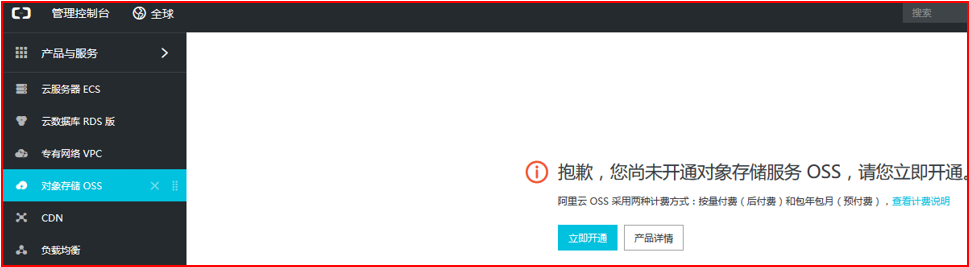 管理控制台 全球 搜索
产品与服务
云服务器 ECS
云数据库 RDS 版
专有网络 VPC
对象存储 OSS
CDN
负载均衡
抱歉，您尚未开通对象存储服务 OSS，请您立即开通。
阿里云 OSS 采用两种计费方式：按量付费（后付费）和包年包月（预付费），查看计费说明
立即开通 产品详情